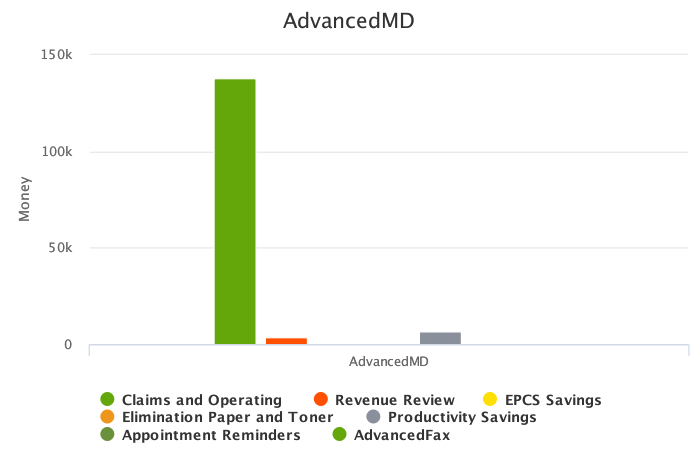 AdvancedMD
150k
100k
50k
0
Money
AdvancedMD
Claims and Operating Revenue Review EPCS Savings
Elimination Paper and Toner Productivity Savings
Appointment Reminders AdvancedFax